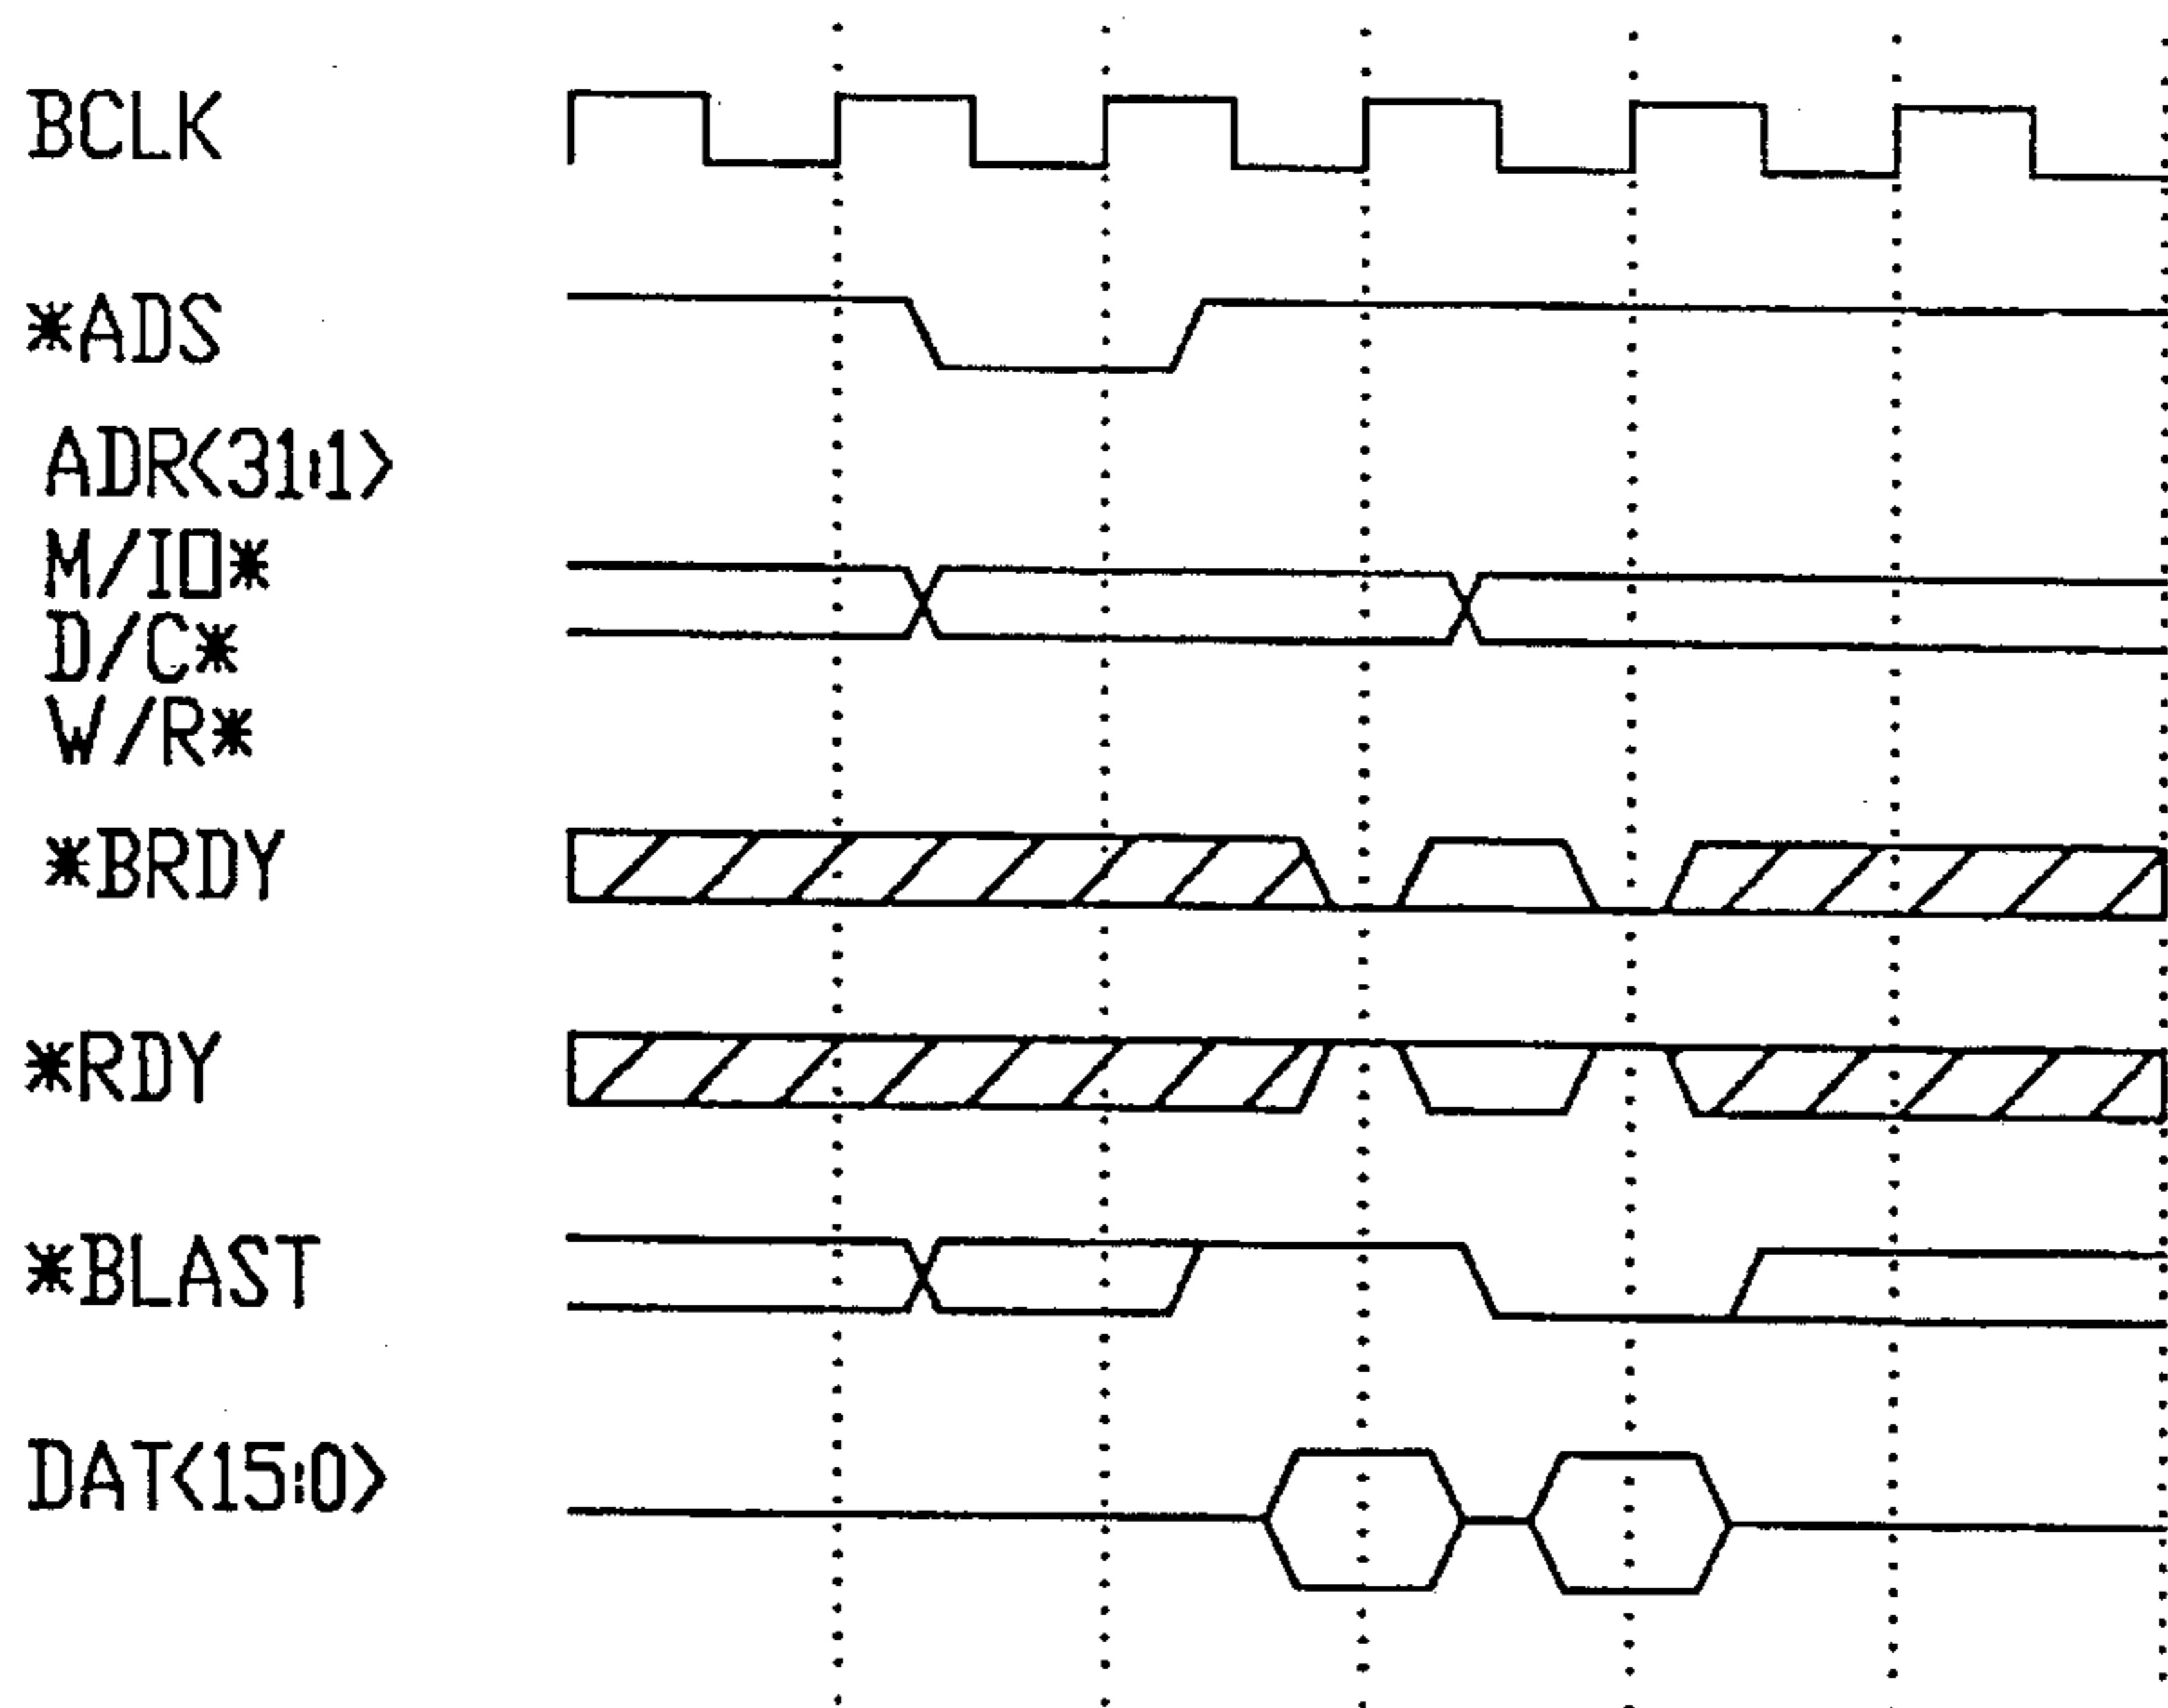 BCLK
*ADS
ADR<31:1>
M/IO*
D/C*
W/R*
*BRDY
*RDY
*BLAST
DAT<15:0>